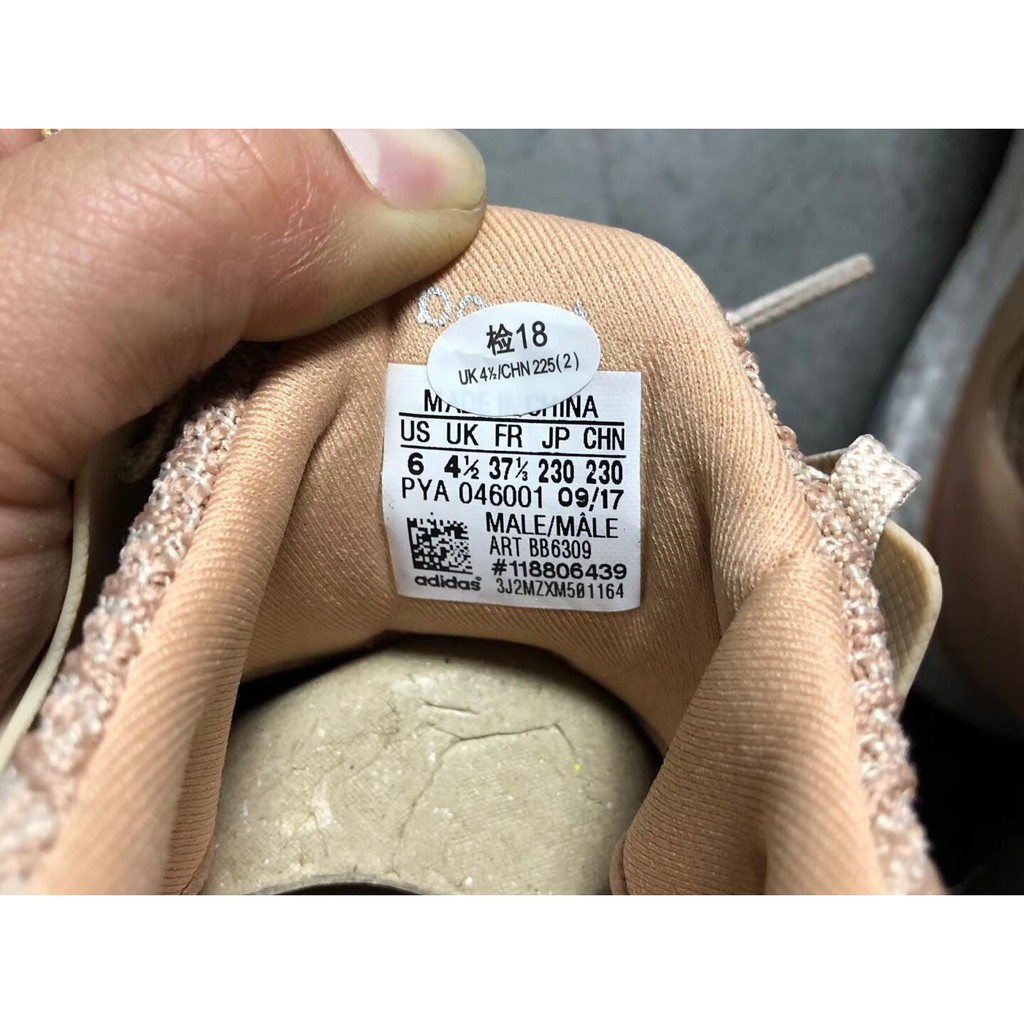 检18
UK 4½/CHN 225(2)
MADE IN CHINA
US UK FR JP CHN
6 4½ 37⅓ 230 230
PYA 046001 09/17
MALE/MÂLE
ART BB6309
#118806439
adidas
3J2MZXM501164